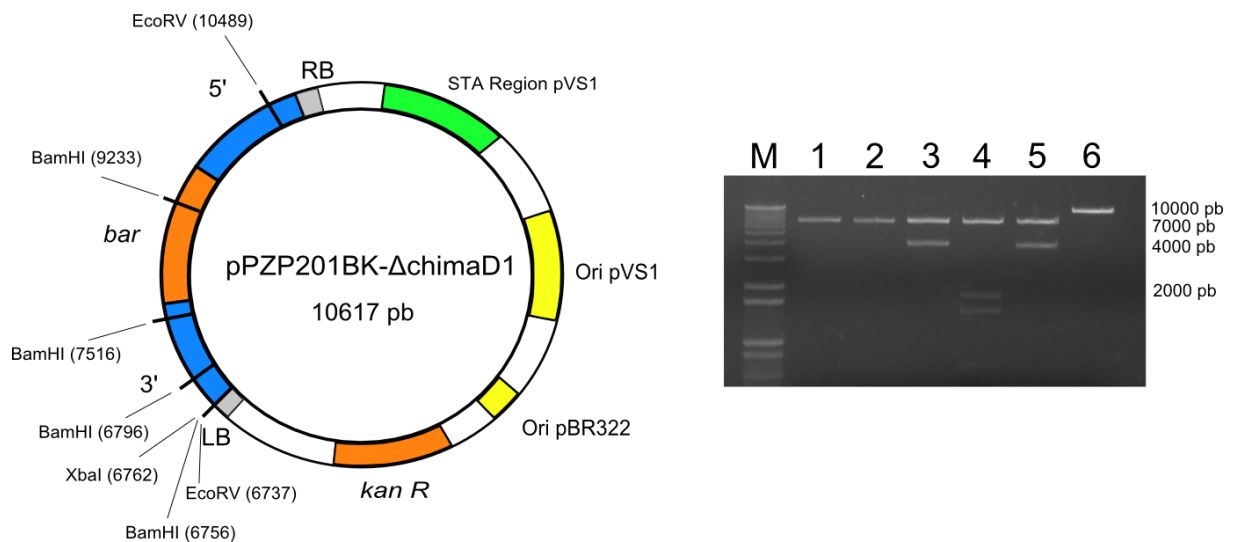 EcoRV (10489)
RB
5'
STA Region pVS1
BamHI (9233)
bar
pPZP201BK-ΔchimaD1
10617 pb
Ori pVS1
BamHI (7516)
3'
BamHI (6796)
LB
XbaI (6762)
EcoRV (6737)
BamHI (6756)
kan R
Ori pBR322
M 1 2 3 4 5 6
10000 pb
7000 pb
4000 pb
2000 pb